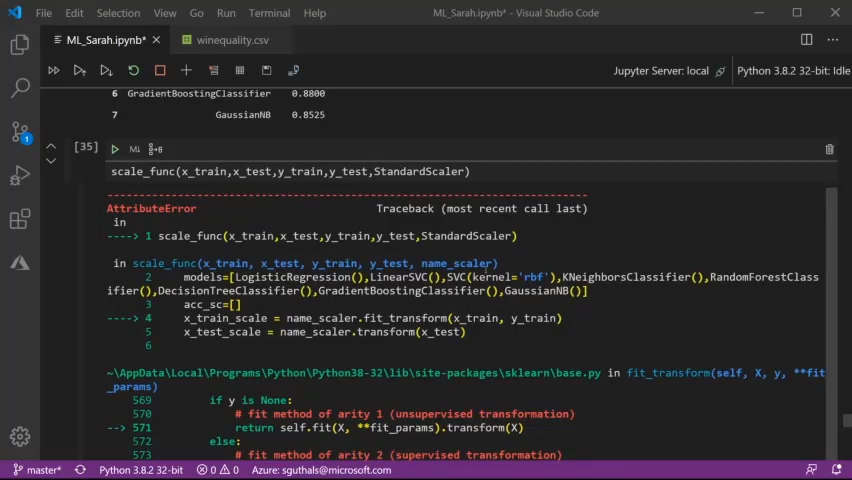 File Edit Selection View Go Run Terminal Help ML_Sarah.ipynb* - Visual Studio Code
ML_Sarah.ipynb* winequality.csv
Jupyter Server: local Python 3.8.2 32-bit: Idle
6 GradientBoostingClassifier 0.8800
7 GaussianNB 0.8525
[35]
M↓
scale_func(x_train,x_test,y_train,y_test,StandardScaler)
---------------------------------------------------------------------------
AttributeError Traceback (most recent call last)
in
----> 1 scale_func(x_train,x_test,y_train,y_test,StandardScaler)
in scale_func(x_train, x_test, y_train, y_test, name_scaler)
2 models=[LogisticRegression(),LinearSVC(),SVC(kernel='rbf'),KNeighborsClassifier(),RandomForestClass
ifier(),DecisionTreeClassifier(),GradientBoostingClassifier(),GaussianNB()]
3 acc_sc=[]
----> 4 x_train_scale = name_scaler.fit_transform(x_train, y_train)
5 x_test_scale = name_scaler.transform(x_test)
6
~\AppData\Local\Programs\Python\Python38-32\lib\site-packages\sklearn\base.py in fit_transform(self, X, y, **fit
_params)
569 if y is None:
570 # fit method of arity 1 (unsupervised transformation)
--> 571 return self.fit(X, **fit_params).transform(X)
572 else:
573 # fit method of arity 2 (supervised transformation)
1
master* Python 3.8.2 32-bit 0 0 Azure: sguthals@microsoft.com